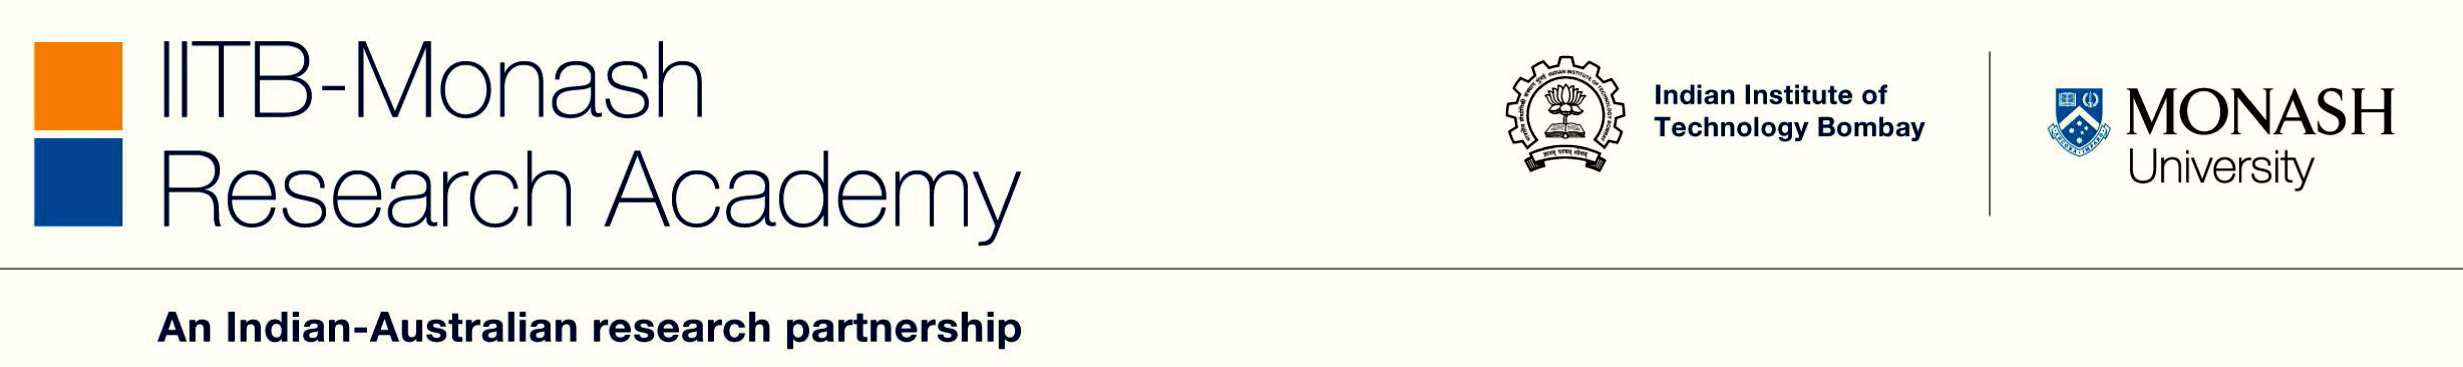 IITB-Monash
Research Academy
Indian Institute of
Technology Bombay
MONASH
University
An Indian-Australian research partnership